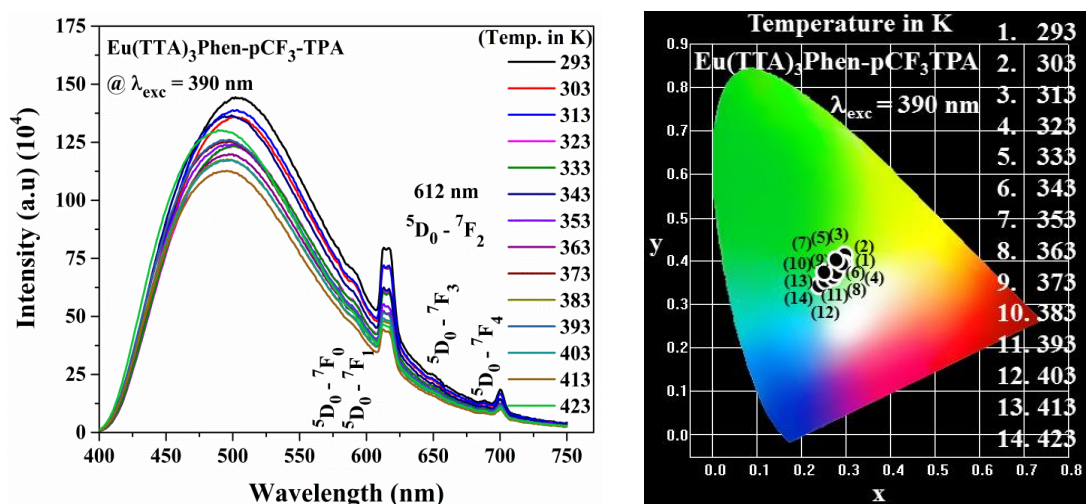 Eu(TTA)₃Phen-pCF₃-TPA
@ λexc = 390 nm
(Temp. in K)
293
303
313
323
333
343
353
363
373
383
393
403
413
423
612 nm
⁵D₀ - ⁷F₂
⁵D₀ - ⁷F₃
⁵D₀ - ⁷F₄
⁵D₀ - ⁷F₀
⁵D₀ - ⁷F₁
Intensity (a.u) (10⁴)
175
150
125
100
75
50
25
0
400 450 500 550 600 650 700 750
Wavelength (nm)
Temperature in K
Eu(TTA)₃Phen-pCF₃TPA
λexc = 390 nm
1. 293
2. 303
3. 313
4. 323
5. 333
6. 343
7. 353
8. 363
9. 373
10. 383
11. 393
12. 403
13. 413
14. 423
(7) (5) (3)
(2)
(10) (9) (1)
(13) (6) (4)
(14) (11) (8)
(12)
y
0.9
0.8
0.7
0.6
0.5
0.4
0.3
0.2
0.1
0.0
0.0 0.1 0.2 0.3 0.4 0.5 0.6 0.7 0.8
x